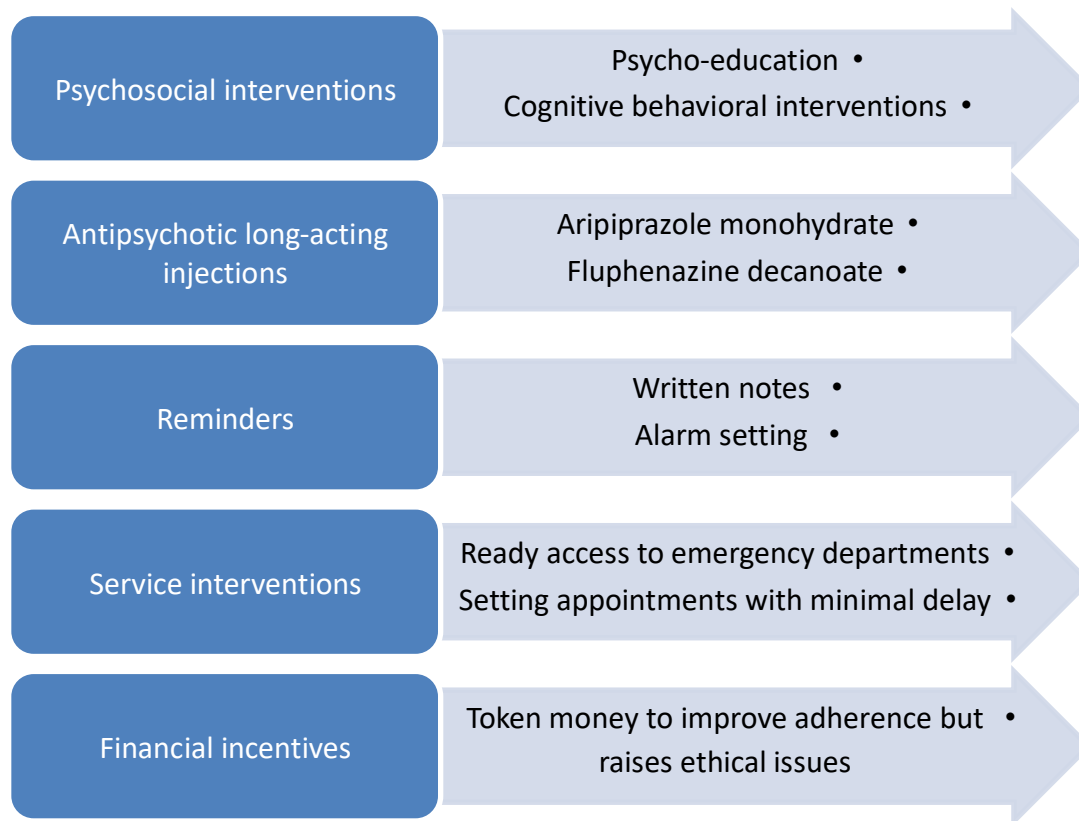 Psychosocial interventions
Psycho-education •
Cognitive behavioral interventions •
Antipsychotic long-acting
injections
Aripiprazole monohydrate •
Fluphenazine decanoate •
Reminders
Written notes •
Alarm setting •
Service interventions
Ready access to emergency departments •
Setting appointments with minimal delay •
Financial incentives
Token money to improve adherence but •
raises ethical issues